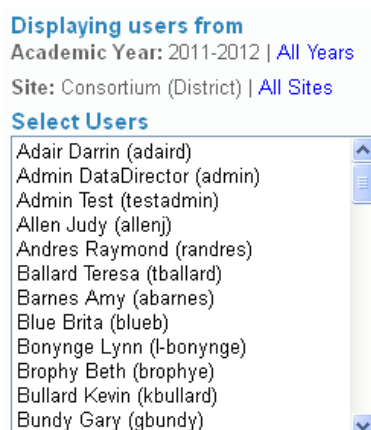 Displaying users from
Academic Year: 2011-2012 | All Years
Site: Consortium (District) | All Sites
Select Users
Adair Darrin (adaird)
Admin DataDirector (admin)
Admin Test (testadmin)
Allen Judy (allenj)
Andres Raymond (randres)
Ballard Teresa (tballard)
Barnes Amy (abarnes)
Blue Brita (blueb)
Bonynge Lynn (l-bonynge)
Brophy Beth (brophye)
Bullard Kevin (kbullard)
Bundy Gary (gbundy)